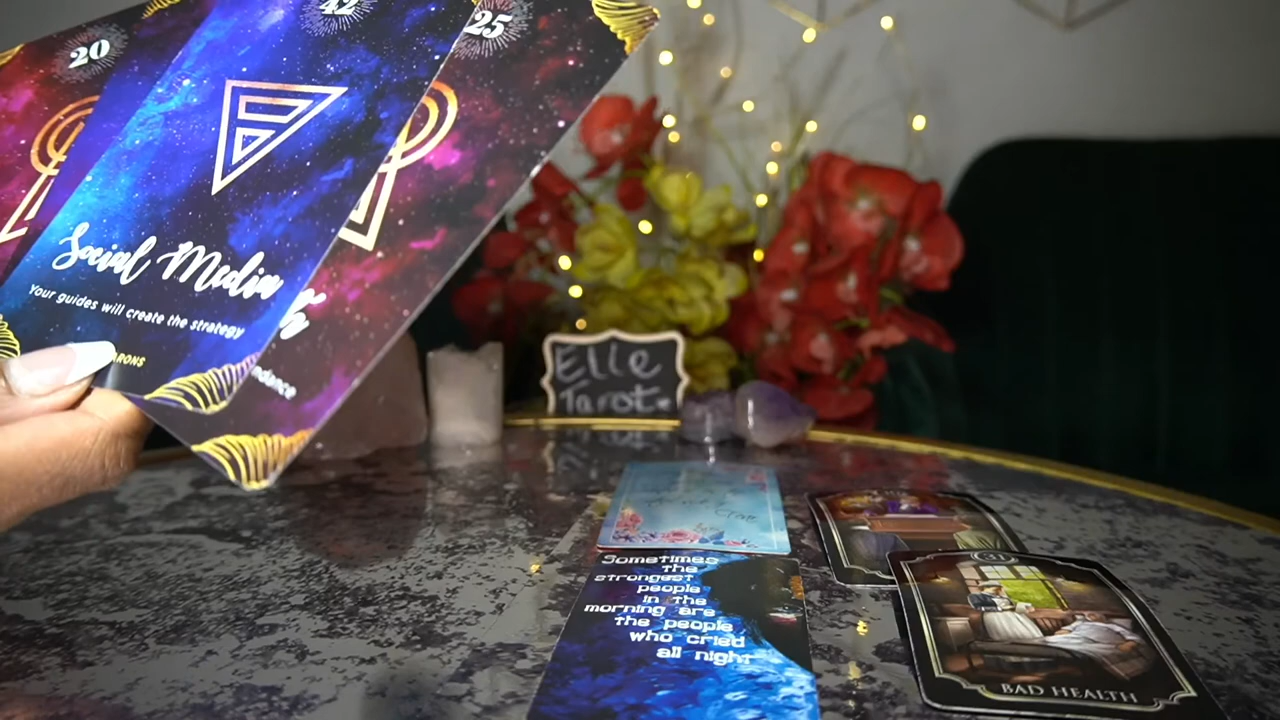 20
42
25
Social Media
Your guides will create the strategy
Elle
Tarot
Sometimes
the
strongest
people
in the
morning are
the people
who cried
all night
31
BAD HEALTH